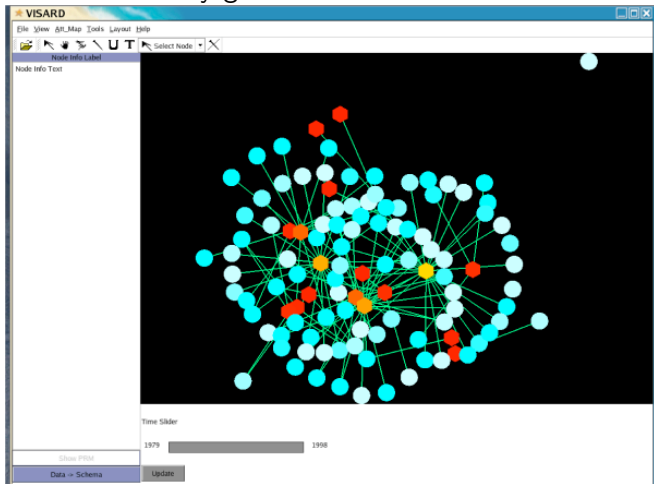 VISARD
File View Att_Map Tools Layout Help
U T Select Node
Node Info Label
Node Info Text
Time Slider
1979 1998
Show PRM
Data -> Schema Update